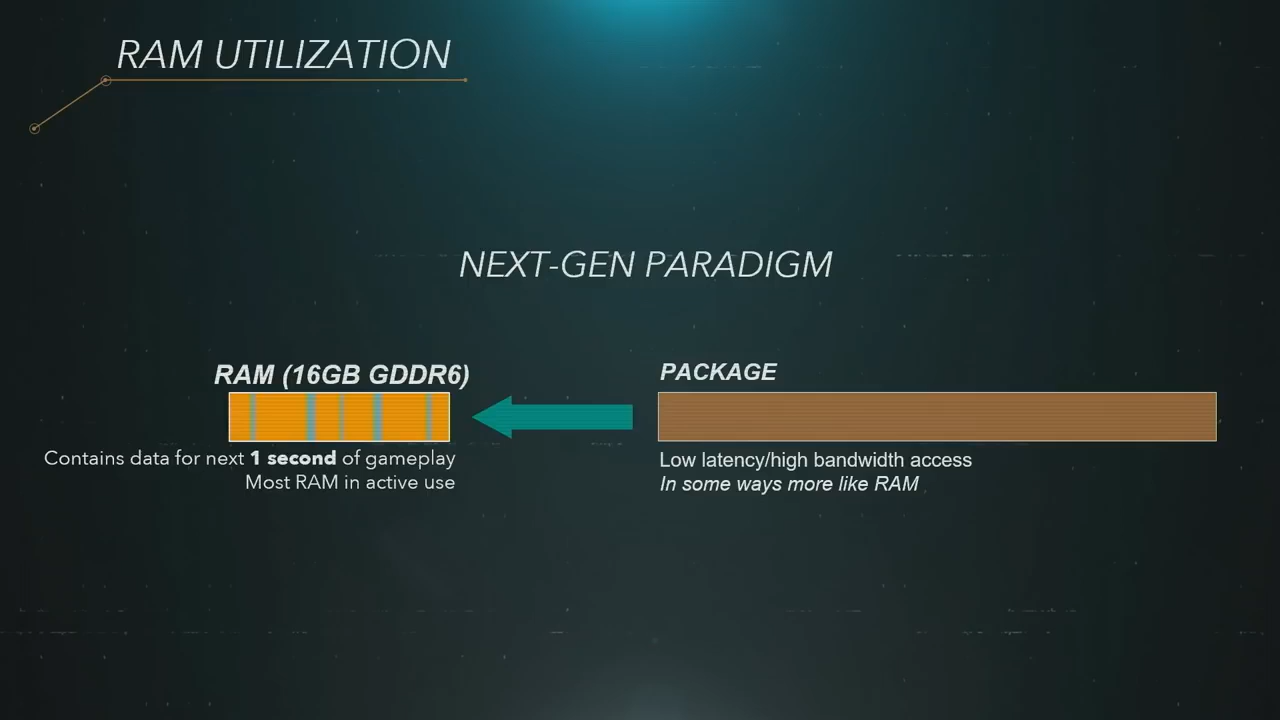 RAM UTILIZATION
NEXT-GEN PARADIGM
RAM (16GB GDDR6)
Contains data for next 1 second of gameplay
Most RAM in active use
PACKAGE
Low latency/high bandwidth access
In some ways more like RAM